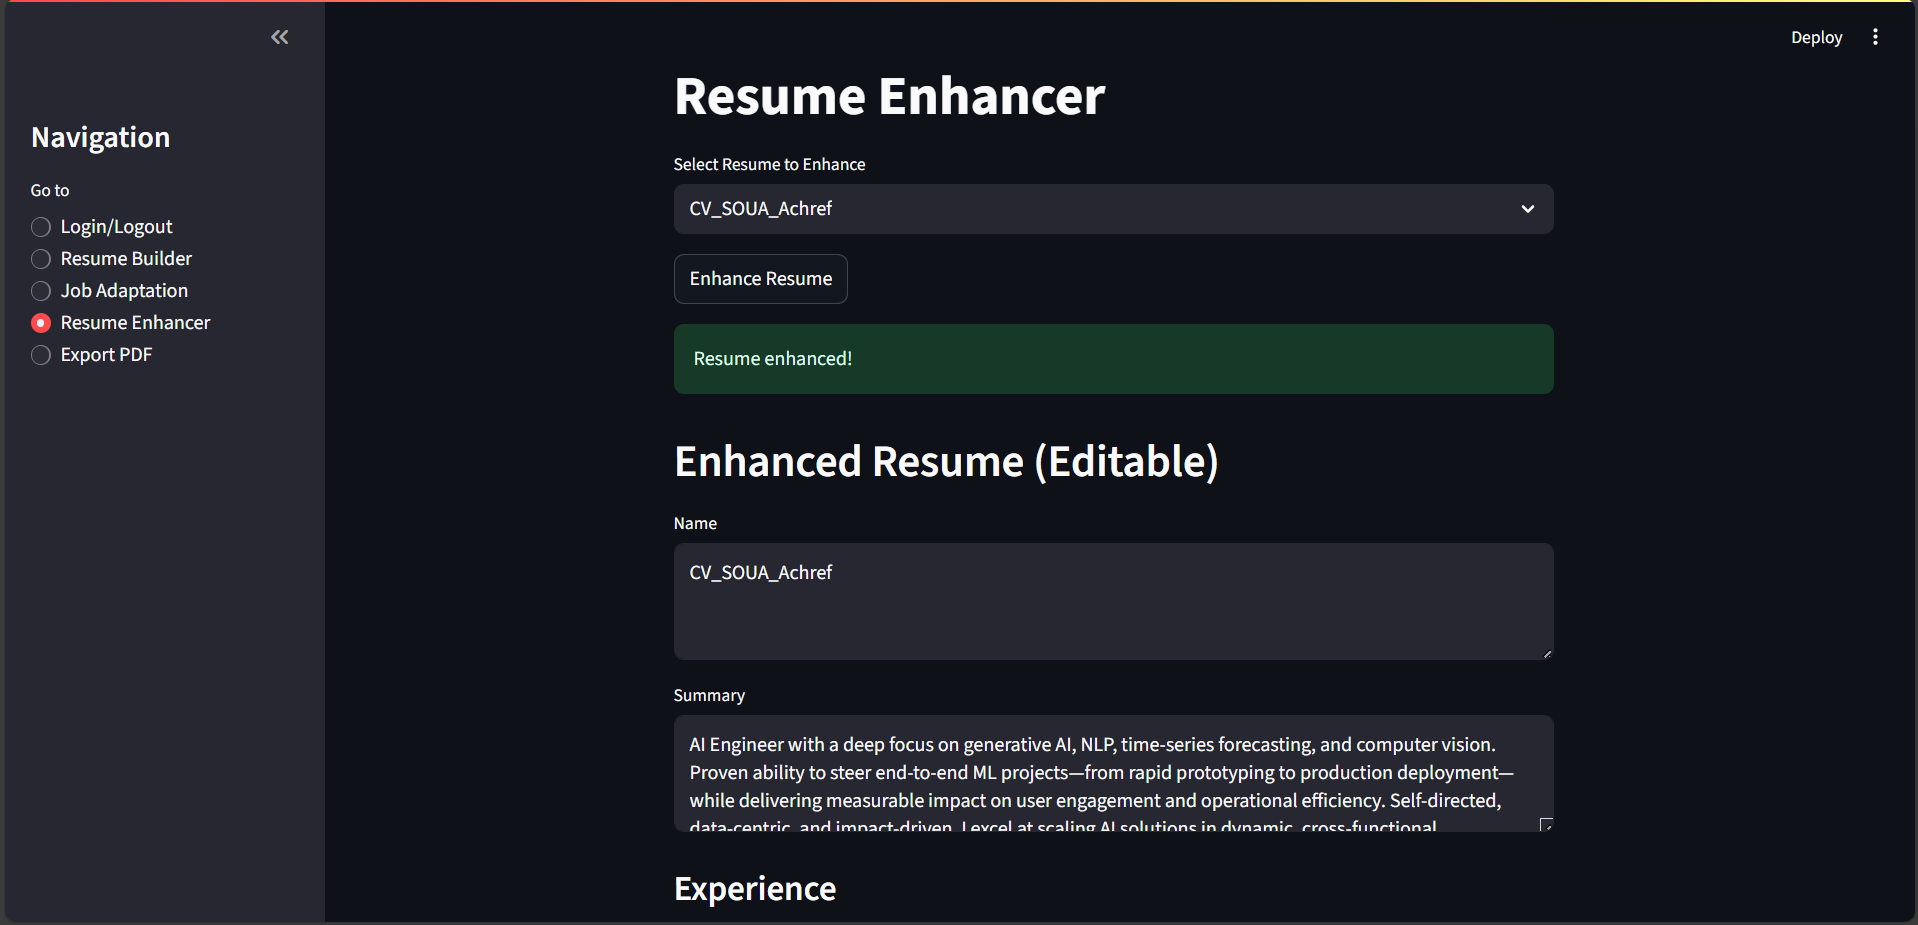 Deploy
Navigation
Go to
Login/Logout
Resume Builder
Job Adaptation
Resume Enhancer
Export PDF
Resume Enhancer
Select Resume to Enhance
CV_SOUA_Achref
Enhance Resume
Resume enhanced!
Enhanced Resume (Editable)
Name
CV_SOUA_Achref
Summary
AI Engineer with a deep focus on generative AI, NLP, time-series forecasting, and computer vision.
Proven ability to steer end-to-end ML projects—from rapid prototyping to production deployment—
while delivering measurable impact on user engagement and operational efficiency. Self-directed,
data-centric, and impact-driven, I excel at scaling AI solutions in dynamic, cross-functional
Experience